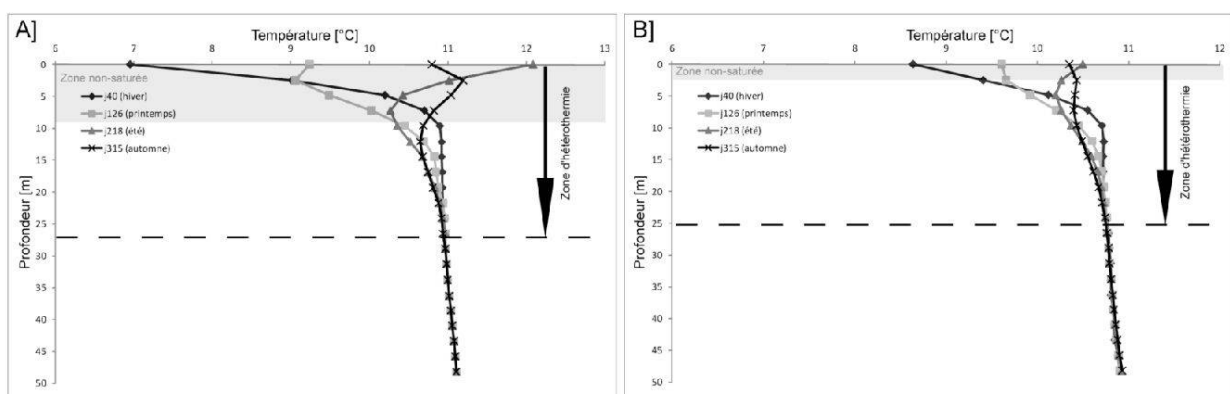 A]
Température [°C]
6 7 8 9 10 11 12 13
0
5
10
15
20
25
30
35
40
45
50
Profondeur [m]
Zone non-saturée
j40 (hiver)
j126 (printemps)
j218 (été)
j315 (automne)
Zone d'hétérothermie
B]
Température [°C]
6 7 8 9 10 11 12 13
0
5
10
15
20
25
30
35
40
45
50
Profondeur [m]
Zone non-saturée
j40 (hiver)
j126 (printemps)
j218 (été)
j315 (automne)
Zone d'hétérothermie